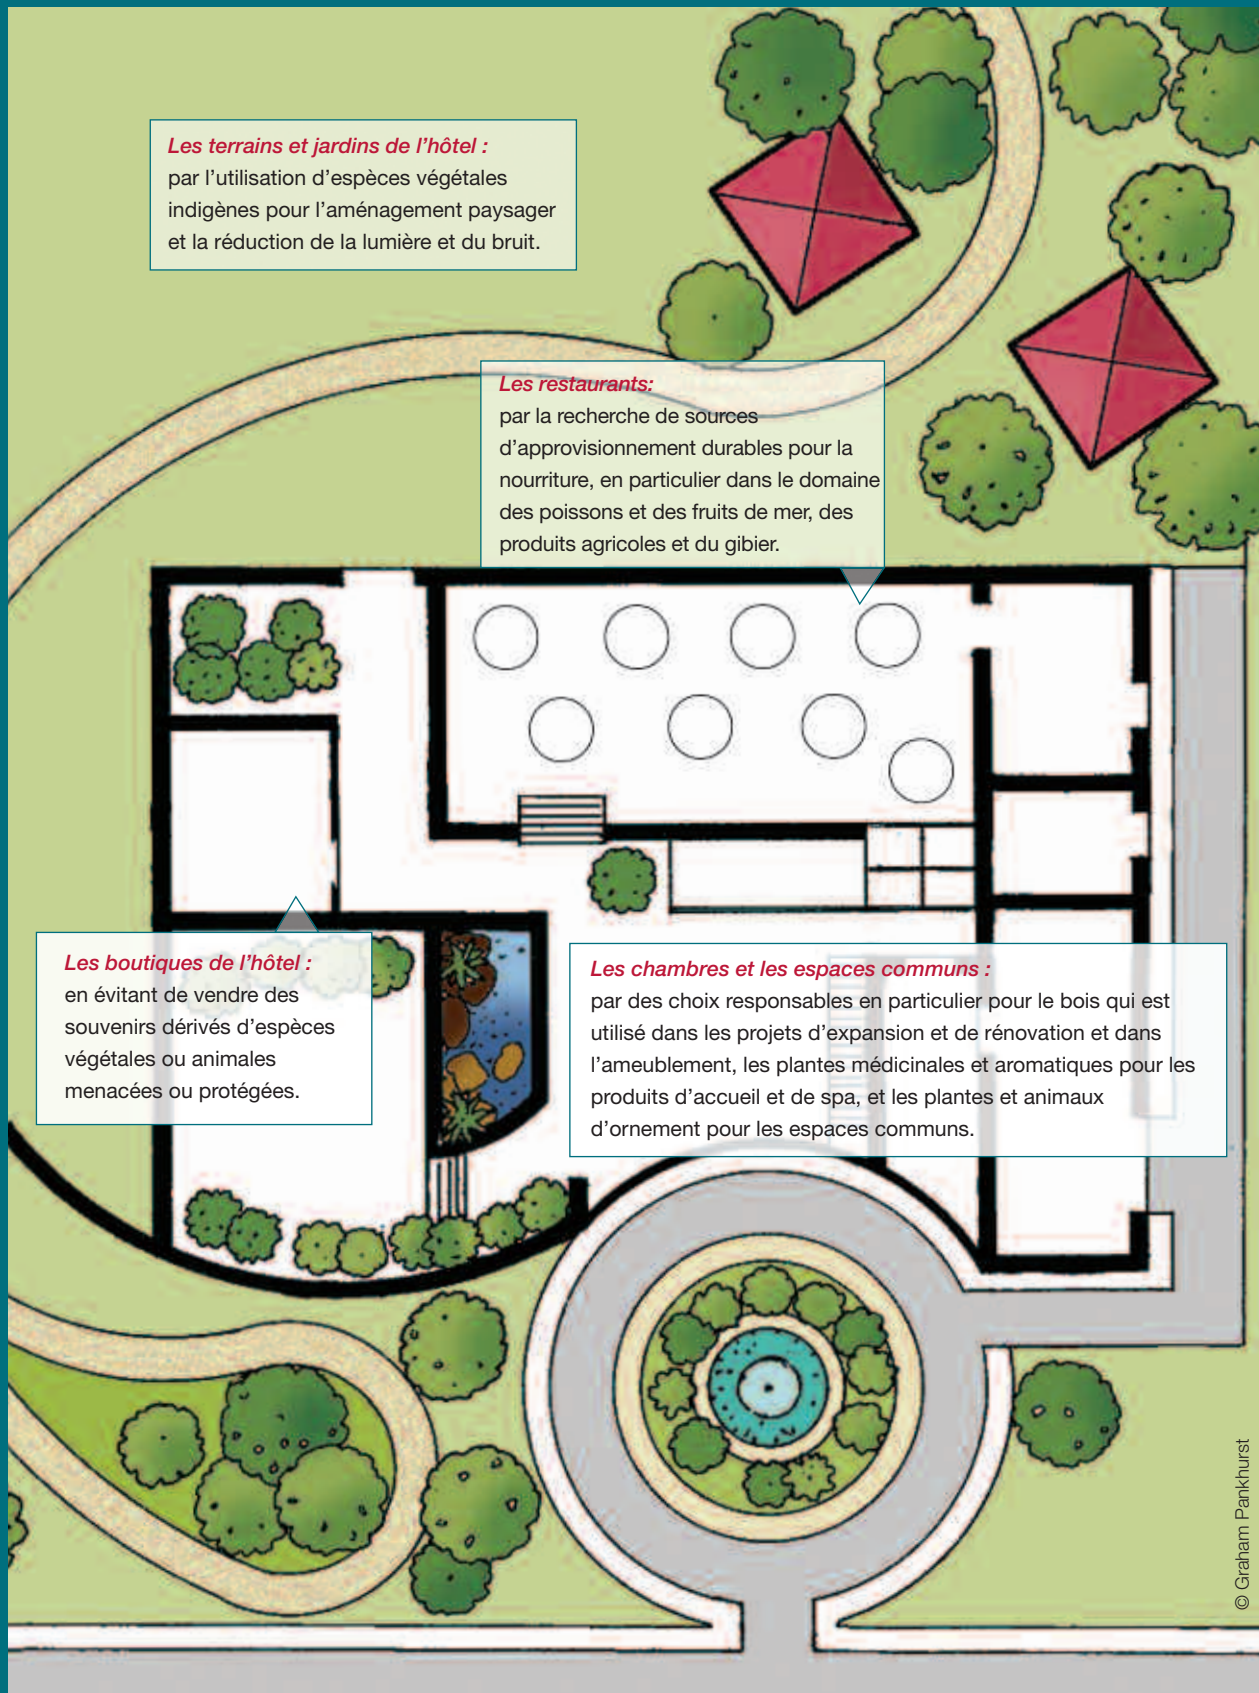 Les terrains et jardins de l’hôtel :
par l’utilisation d’espèces végétales
indigènes pour l’aménagement paysager
et la réduction de la lumière et du bruit.
Les restaurants:
par la recherche de sources
d’approvisionnement durables pour la
nourriture, en particulier dans le domaine
des poissons et des fruits de mer, des
produits agricoles et du gibier.
Les boutiques de l’hôtel :
en évitant de vendre des
souvenirs dérivés d’espèces
végétales ou animales
menacées ou protégées.
Les chambres et les espaces communs :
par des choix responsables en particulier pour le bois qui est
utilisé dans les projets d’expansion et de rénovation et dans
l’ameublement, les plantes médicinales et aromatiques pour les
produits d’accueil et de spa, et les plantes et animaux
d’ornement pour les espaces communs.
© Graham Pankhurst